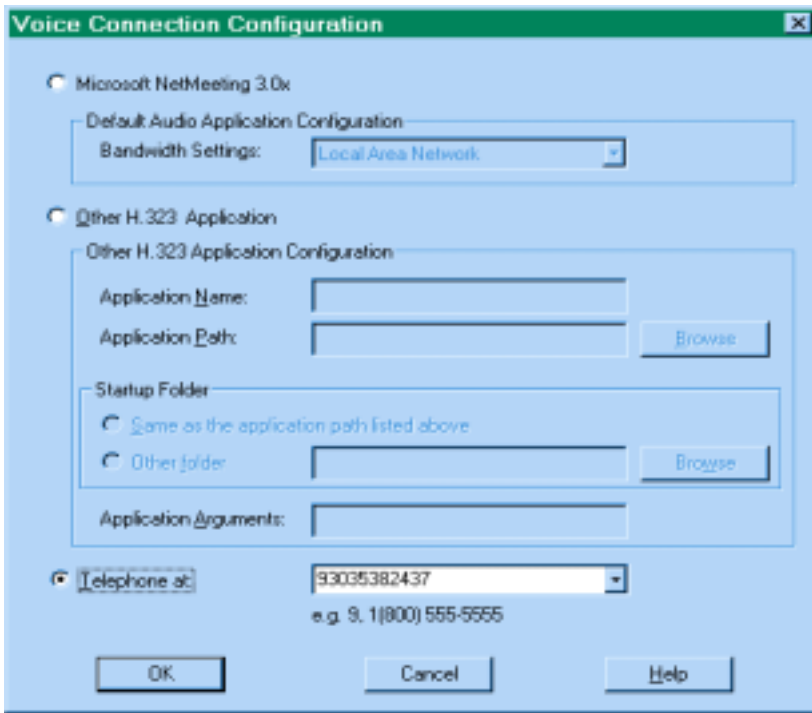 Voice Connection Configuration
Microsoft NetMeeting 3.0x
Default Audio Application Configuration
Bandwidth Settings: Local Area Network
Other H.323 Application
Other H.323 Application Configuration
Application Name:
Application Path: Browse
Startup Folder
Same as the application path listed above
Other folder Browse
Application Arguments:
Telephone at: 93035382437
e.g. 9, 1(800) 555-5555
OK Cancel Help